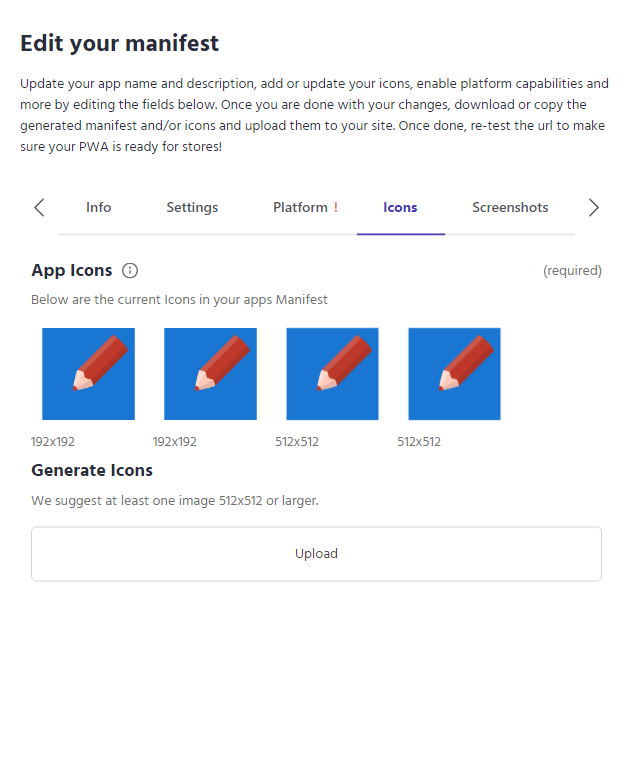 Edit your manifest
Update your app name and description, add or update your icons, enable platform capabilities and
more by editing the fields below. Once you are done with your changes, download or copy the
generated manifest and/or icons and upload them to your site. Once done, re-test the url to make
sure your PWA is ready for stores!
Info Settings Platform ! Icons Screenshots
App Icons (required)
Below are the current Icons in your apps Manifest
192x192 192x192 512x512 512x512
Generate Icons
We suggest at least one image 512x512 or larger.
Upload